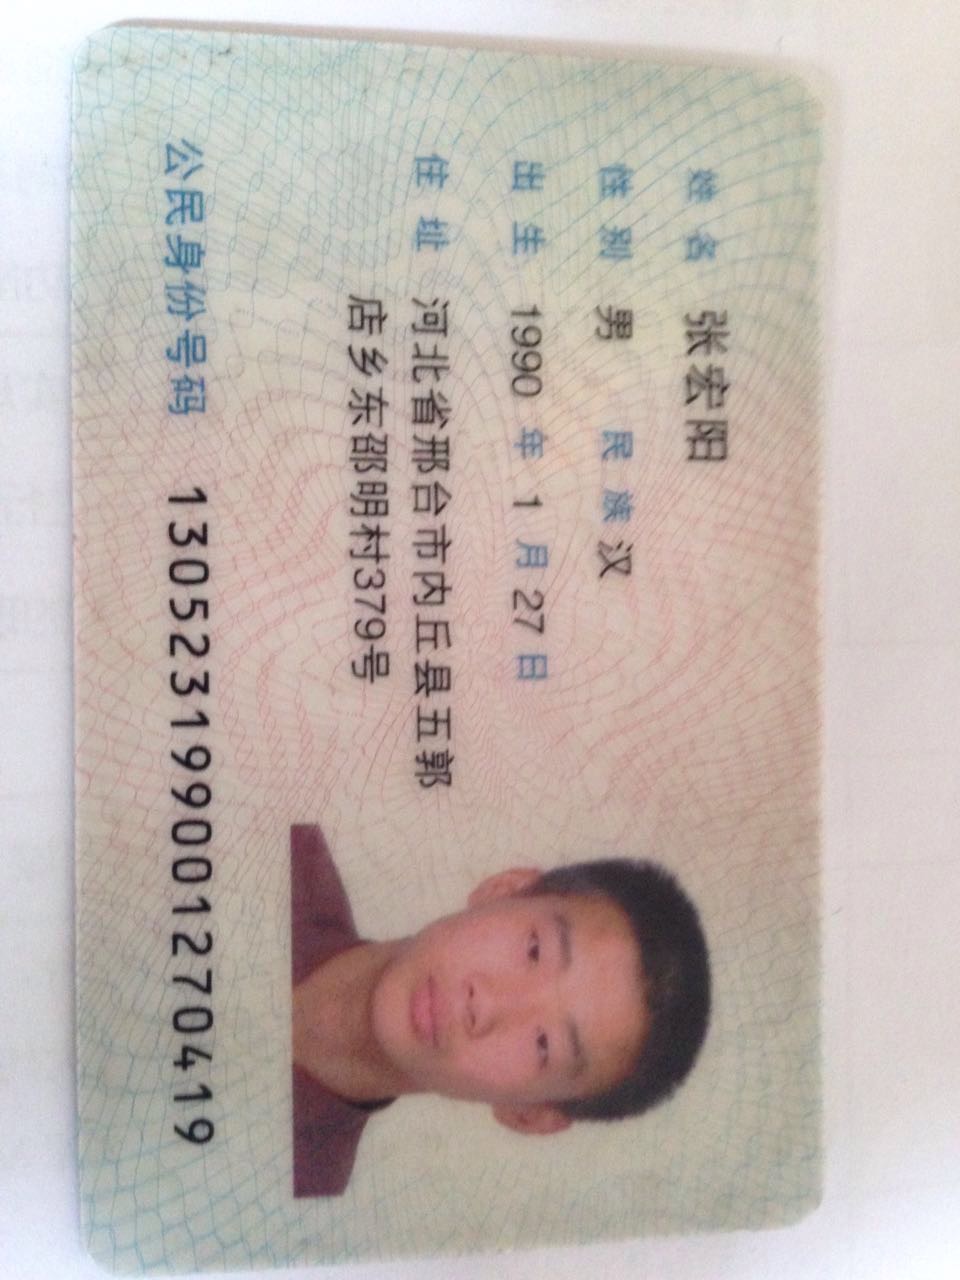 姓名 张宏阳
性别 男 民族 汉
出生 1990 年 1 月 27 日
住址 河北省邢台市内丘县五郭
店乡东邵明村379号
公民身份号码 130523199001270419